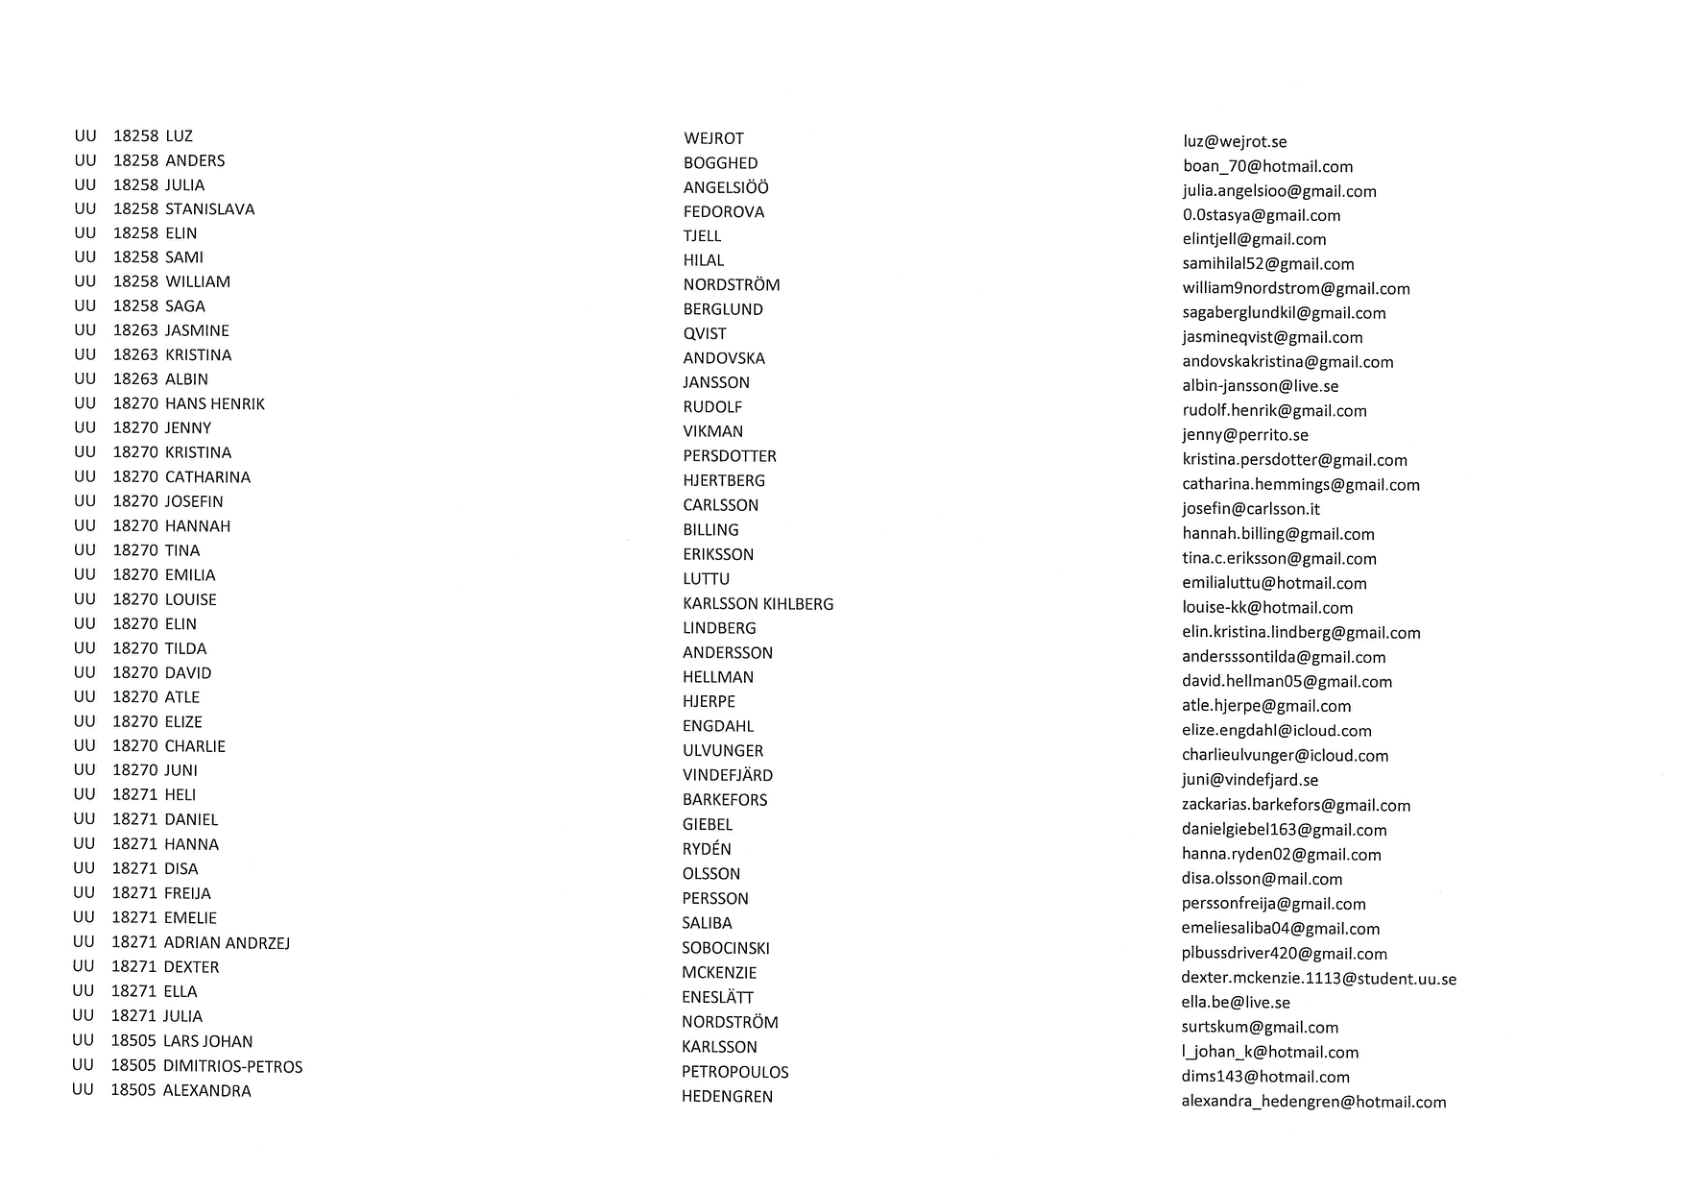 UU 18258 LUZ WEJROT luz@wejrot.se
UU 18258 ANDERS BOGGHED boan_70@hotmail.com
UU 18258 JULIA ANGELSIÖÖ julia.angelsioo@gmail.com
UU 18258 STANISLAVA FEDOROVA 0.0stasya@gmail.com
UU 18258 ELIN TJELL elintjell@gmail.com
UU 18258 SAMI HILAL samihilal52@gmail.com
UU 18258 WILLIAM NORDSTRÖM william9nordstrom@gmail.com
UU 18258 SAGA BERGLUND sagaberglundkil@gmail.com
UU 18263 JASMINE QVIST jasmineqvist@gmail.com
UU 18263 KRISTINA ANDOVSKA andovskakristina@gmail.com
UU 18263 ALBIN JANSSON albin-jansson@live.se
UU 18270 HANS HENRIK RUDOLF rudolf.henrik@gmail.com
UU 18270 JENNY VIKMAN jenny@perrito.se
UU 18270 KRISTINA PERSDOTTER kristina.persdotter@gmail.com
UU 18270 CATHARINA HJERTBERG catharina.hemmings@gmail.com
UU 18270 JOSEFIN CARLSSON josefin@carlsson.it
UU 18270 HANNAH BILLING hannah.billing@gmail.com
UU 18270 TINA ERIKSSON tina.c.eriksson@gmail.com
UU 18270 EMILIA LUTTU emilialuttu@hotmail.com
UU 18270 LOUISE KARLSSON KIHLBERG louise-kk@hotmail.com
UU 18270 ELIN LINDBERG elin.kristina.lindberg@gmail.com
UU 18270 TILDA ANDERSSON andersssontilda@gmail.com
UU 18270 DAVID HELLMAN david.hellman05@gmail.com
UU 18270 ATLE HJERPE atle.hjerpe@gmail.com
UU 18270 ELIZE ENGDAHL elize.engdahl@icloud.com
UU 18270 CHARLIE ULVUNGER charlieulvunger@icloud.com
UU 18270 JUNI VINDEFJÄRD juni@vindefjard.se
UU 18271 HELI BARKEFORS zackarias.barkefors@gmail.com
UU 18271 DANIEL GIEBEL danielgiebel163@gmail.com
UU 18271 HANNA RYDÉN hanna.ryden02@gmail.com
UU 18271 DISA OLSSON disa.olsson@mail.com
UU 18271 FREIJA PERSSON perssonfreija@gmail.com
UU 18271 EMELIE SALIBA emeliesaliba04@gmail.com
UU 18271 ADRIAN ANDRZEJ SOBOCINSKI plbussdriver420@gmail.com
UU 18271 DEXTER MCKENZIE dexter.mckenzie.1113@student.uu.se
UU 18271 ELLA ENESLÄTT ella.be@live.se
UU 18271 JULIA NORDSTRÖM surtskum@gmail.com
UU 18505 LARS JOHAN KARLSSON l_johan_k@hotmail.com
UU 18505 DIMITRIOS-PETROS PETROPOULOS dims143@hotmail.com
UU 18505 ALEXANDRA HEDENGREN alexandra_hedengren@hotmail.com